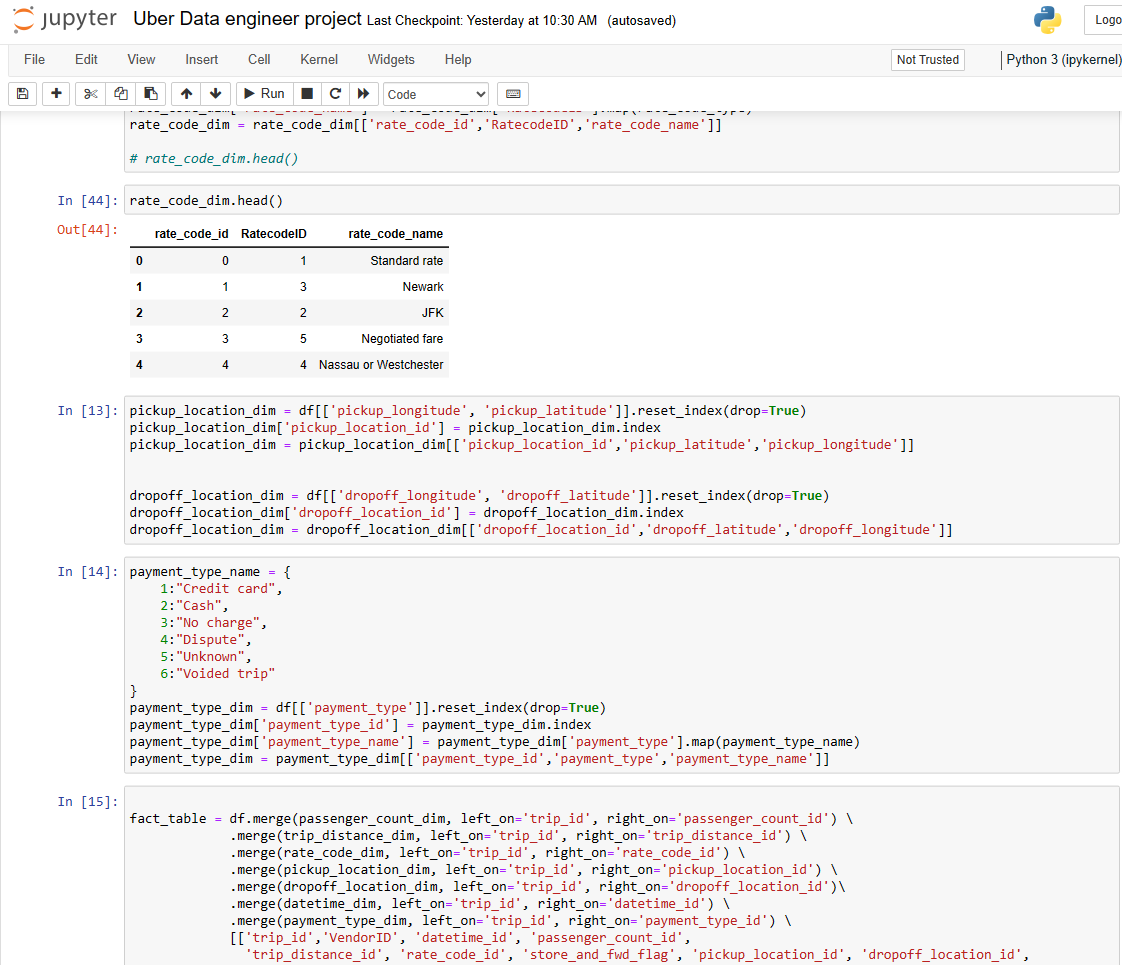 jupyter Uber Data engineer project Last Checkpoint: Yesterday at 10:30 AM (autosaved)
Logo
File Edit View Insert Cell Kernel Widgets Help Not Trusted Python 3 (ipykernel)
Run Code
rate_code_dim = rate_code_dim[['rate_code_id','RatecodeID','rate_code_name']]
# rate_code_dim.head()
In [44]: rate_code_dim.head()
Out[44]:
rate_code_id RatecodeID rate_code_name
0 0 1 Standard rate
1 1 3 Newark
2 2 2 JFK
3 3 5 Negotiated fare
4 4 4 Nassau or Westchester
In [13]: pickup_location_dim = df[['pickup_longitude', 'pickup_latitude']].reset_index(drop=True)
pickup_location_dim['pickup_location_id'] = pickup_location_dim.index
pickup_location_dim = pickup_location_dim[['pickup_location_id','pickup_latitude','pickup_longitude']]
dropoff_location_dim = df[['dropoff_longitude', 'dropoff_latitude']].reset_index(drop=True)
dropoff_location_dim['dropoff_location_id'] = dropoff_location_dim.index
dropoff_location_dim = dropoff_location_dim[['dropoff_location_id','dropoff_latitude','dropoff_longitude']]
In [14]: payment_type_name = {
1:"Credit card",
2:"Cash",
3:"No charge",
4:"Dispute",
5:"Unknown",
6:"Voided trip"
}
payment_type_dim = df[['payment_type']].reset_index(drop=True)
payment_type_dim['payment_type_id'] = payment_type_dim.index
payment_type_dim['payment_type_name'] = payment_type_dim['payment_type'].map(payment_type_name)
payment_type_dim = payment_type_dim[['payment_type_id','payment_type','payment_type_name']]
In [15]:
fact_table = df.merge(passenger_count_dim, left_on='trip_id', right_on='passenger_count_id') \
.merge(trip_distance_dim, left_on='trip_id', right_on='trip_distance_id') \
.merge(rate_code_dim, left_on='trip_id', right_on='rate_code_id') \
.merge(pickup_location_dim, left_on='trip_id', right_on='pickup_location_id') \
.merge(dropoff_location_dim, left_on='trip_id', right_on='dropoff_location_id')\
.merge(datetime_dim, left_on='trip_id', right_on='datetime_id') \
.merge(payment_type_dim, left_on='trip_id', right_on='payment_type_id') \
[['trip_id','VendorID', 'datetime_id', 'passenger_count_id',
'trip_distance_id', 'rate_code_id', 'store_and_fwd_flag', 'pickup_location_id', 'dropoff_location_id',